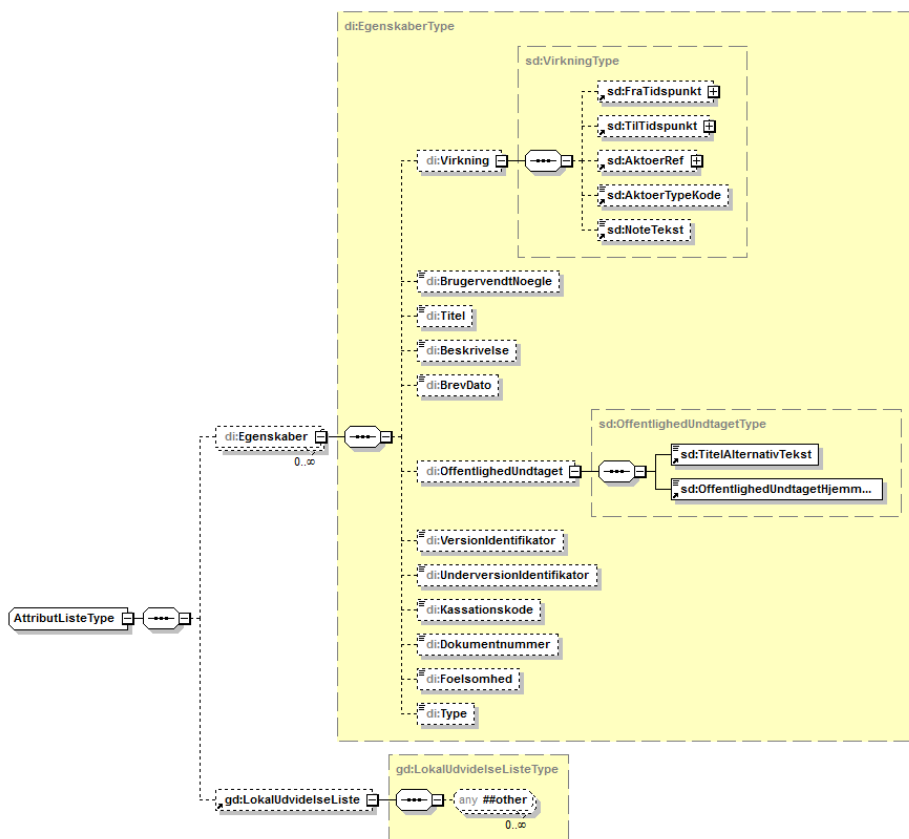 di:EgenskaberType
sd:VirkningType
sd:FraTidspunkt
sd:TilTidspunkt
di:Virkning
sd:AktoerRef
sd:AktoerTypeKode
sd:NoteTekst
di:BrugervendtNoegle
di:Titel
di:Beskrivelse
di:BrevDato
sd:OffentlighedUndtagetType
di:Egenskaber
0..∞
sd:TitelAlternativTekst
di:OffentlighedUndtaget
sd:OffentlighedUndtagetHjemm...
di:VersionIdentifikator
di:UnderversionIdentifikator
di:Kassationskode
AttributListeType
di:Dokumentnummer
di:Foelsomhed
di:Type
gd:LokalUdvidelseListeType
gd:LokalUdvidelseListe
any ##other
0..∞